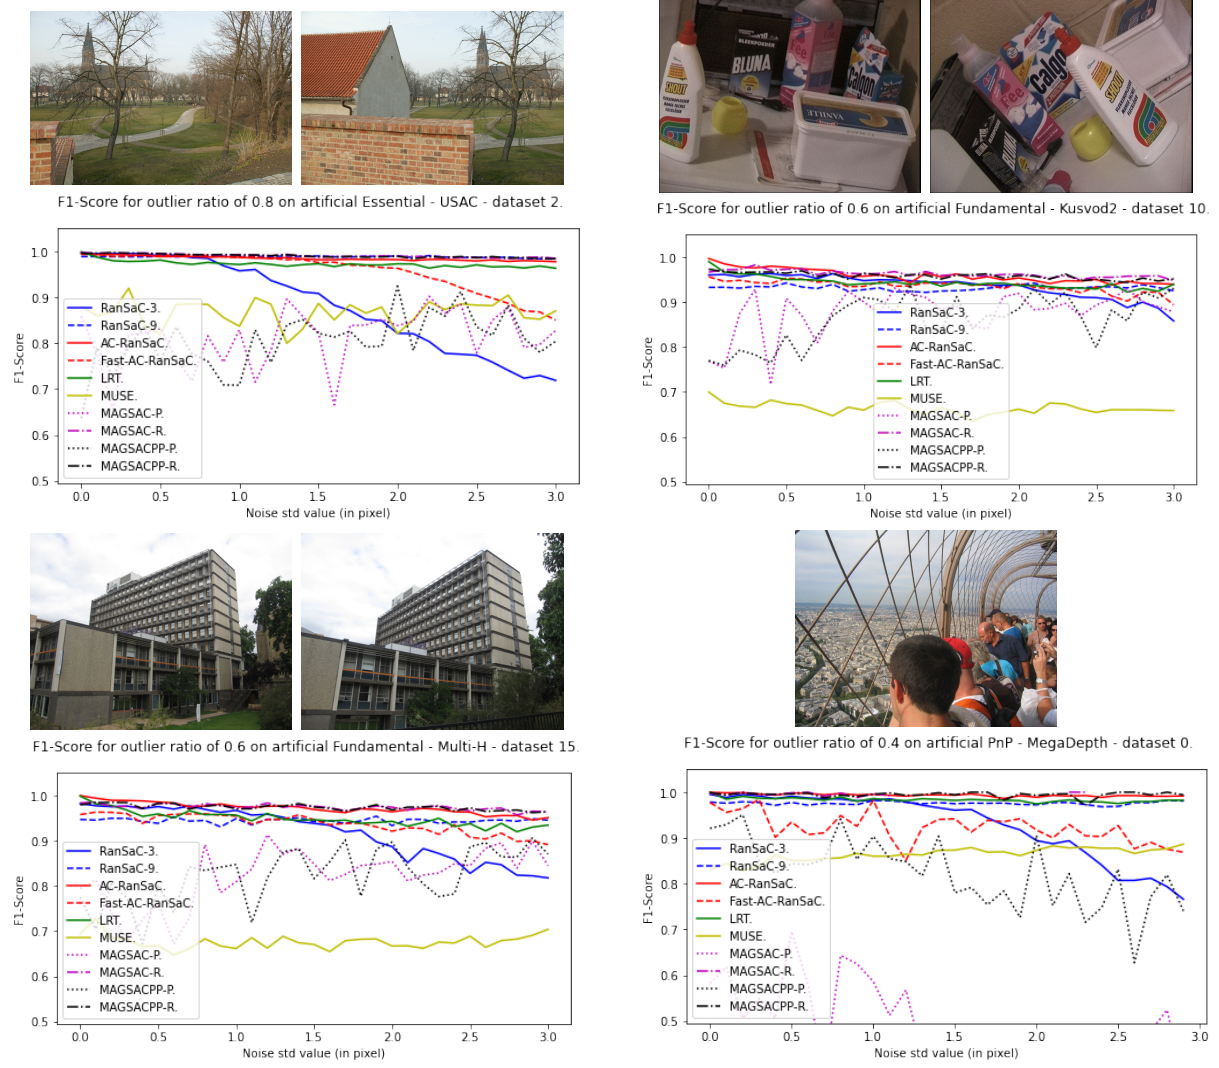 BLEEKPOEDER
BLUNA
Fee
Calgon
SHOUT
VANILLE
Fee
Calgon
SHOUT
BLUNA
F1-Score for outlier ratio of 0.8 on artificial Essential - USAC - dataset 2.
F1-Score
1.0
0.9
0.8
0.7
0.6
0.5
RanSaC-3.
RanSaC-9.
AC-RanSaC.
Fast-AC-RanSaC.
LRT.
MUSE.
MAGSAC-P.
MAGSAC-R.
MAGSACPP-P.
MAGSACPP-R.
0.0 0.5 1.0 1.5 2.0 2.5 3.0
Noise std value (in pixel)
F1-Score for outlier ratio of 0.6 on artificial Fundamental - Kusvod2 - dataset 10.
F1-Score
1.0
0.9
0.8
0.7
0.6
0.5
RanSaC-3.
RanSaC-9.
AC-RanSaC.
Fast-AC-RanSaC.
LRT.
MUSE.
MAGSAC-P.
MAGSAC-R.
MAGSACPP-P.
MAGSACPP-R.
0.0 0.5 1.0 1.5 2.0 2.5 3.0
Noise std value (in pixel)
F1-Score for outlier ratio of 0.6 on artificial Fundamental - Multi-H - dataset 15.
F1-Score
1.0
0.9
0.8
0.7
0.6
0.5
RanSaC-3.
RanSaC-9.
AC-RanSaC.
Fast-AC-RanSaC.
LRT.
MUSE.
MAGSAC-P.
MAGSAC-R.
MAGSACPP-P.
MAGSACPP-R.
0.0 0.5 1.0 1.5 2.0 2.5 3.0
Noise std value (in pixel)
F1-Score for outlier ratio of 0.4 on artificial PnP - MegaDepth - dataset 0.
F1-Score
1.0
0.9
0.8
0.7
0.6
0.5
RanSaC-3.
RanSaC-9.
AC-RanSaC.
Fast-AC-RanSaC.
LRT.
MUSE.
MAGSAC-P.
MAGSAC-R.
MAGSACPP-P.
MAGSACPP-R.
0.0 0.5 1.0 1.5 2.0 2.5 3.0
Noise std value (in pixel)